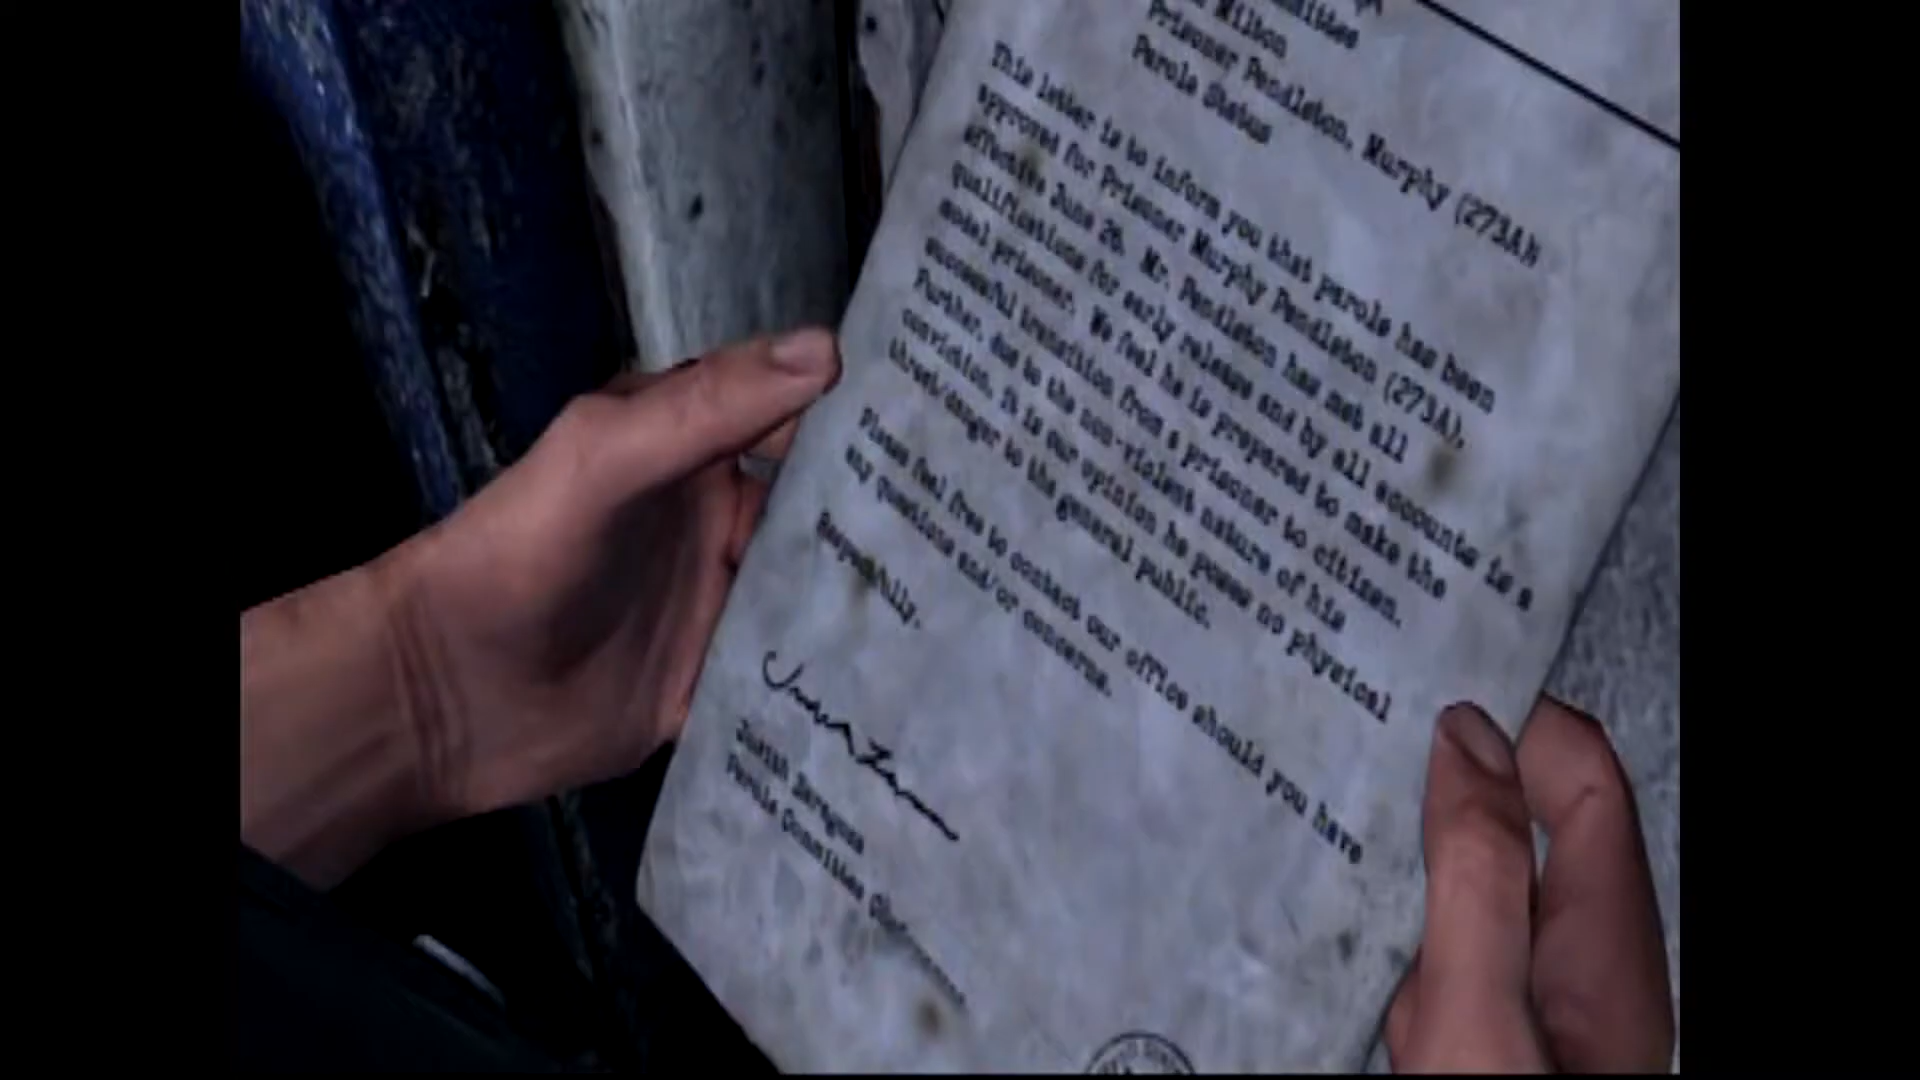 mmittee
Milton
Prisoner Pendleton, Murphy (273A)
Parole Status
This letter is to inform you that parole has been
approved for Prisoner Murphy Pendleton (273A),
effective June 26. Mr. Pendleton has met all
qualifications for early release and by all accounts is a
model prisoner. We feel he is prepared to make the
successful transition from a prisoner to citizen.
Further, due to the non-violent nature of his
conviction, it is our opinion he poses no physical
threat/danger to the general public.
Please feel free to contact our office should you have
any questions and/or concerns.
Respectfully,
Judith Zaragosa
Parole Committee